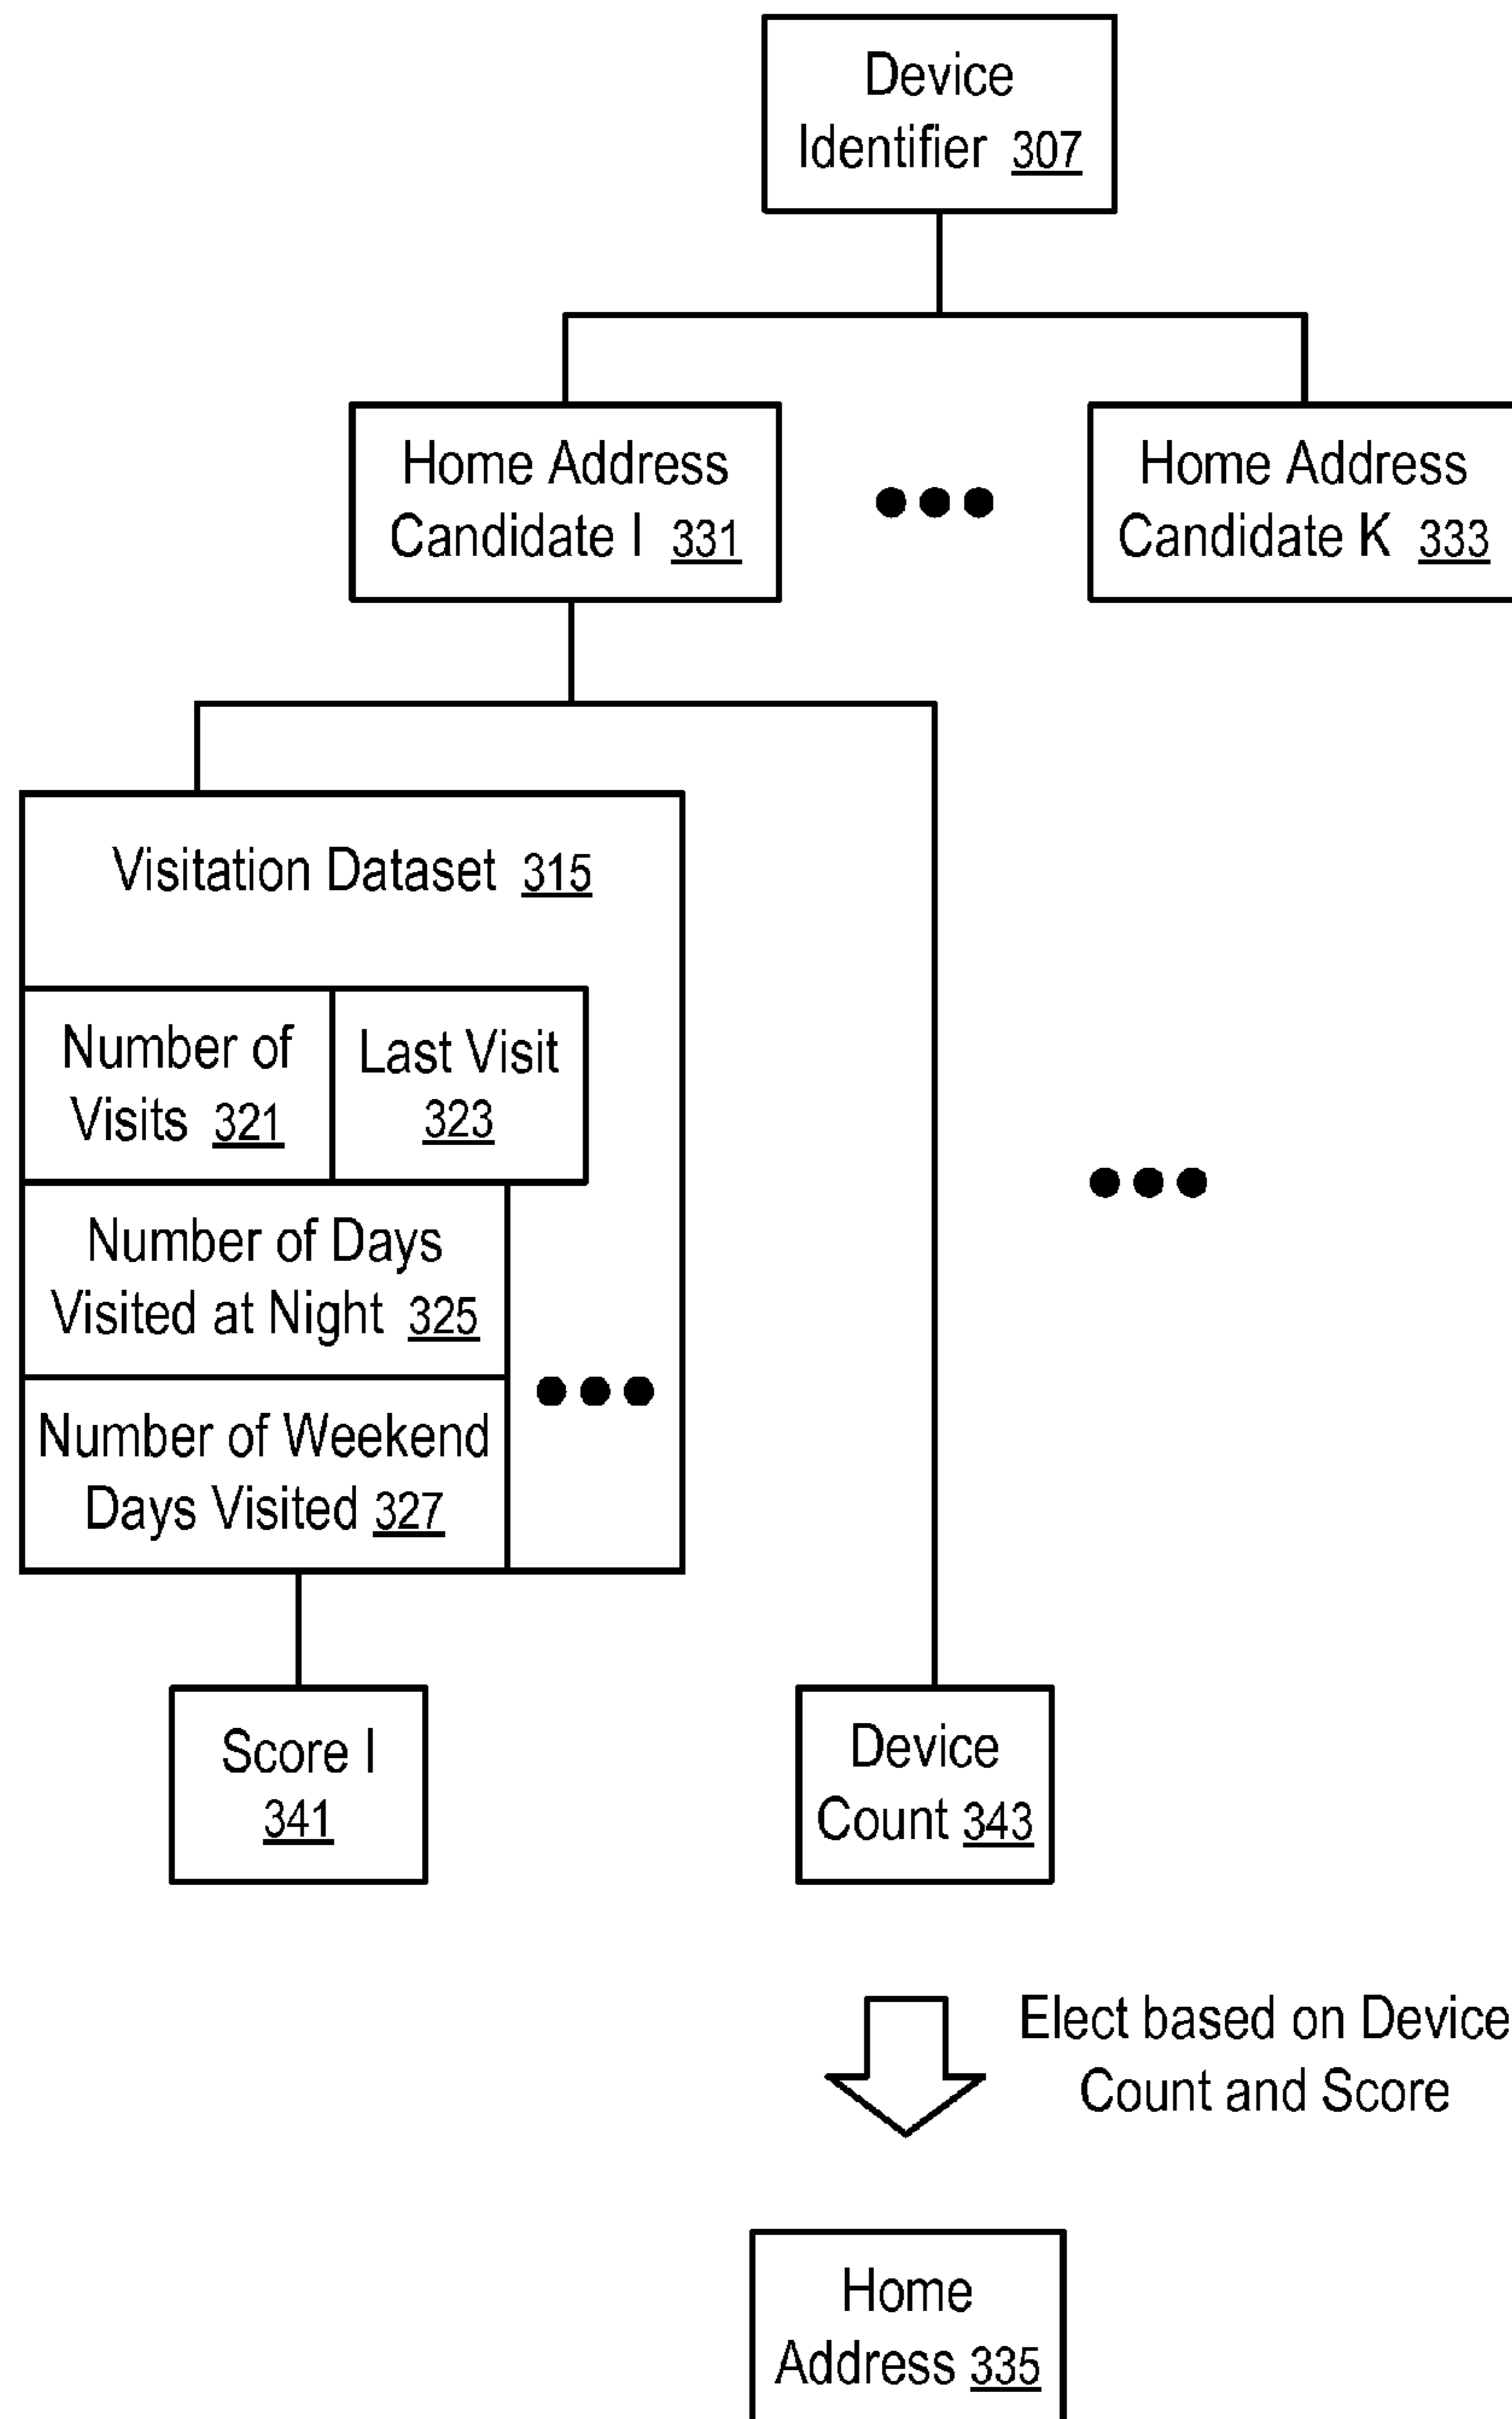 Device
Identifier 307
Home Address
Candidate I 331
Home Address
Candidate K 333
Visitation Dataset 315
Number of
Visits 321
Last Visit
323
Number of Days
Visited at Night 325
Number of Weekend
Days Visited 327
Score I
341
Device
Count 343
Elect based on Device
Count and Score
Home
Address 335